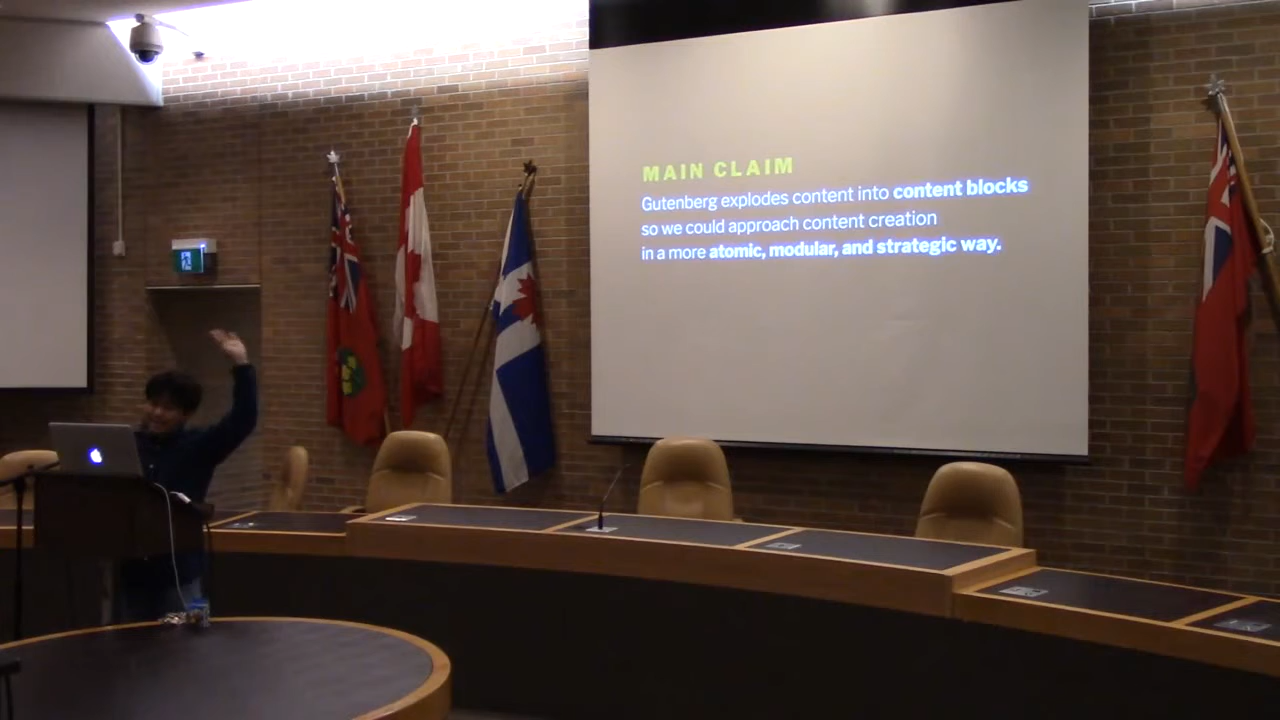 MAIN CLAIM
Gutenberg explodes content into content blocks
so we could approach content creation
in a more atomic, modular, and strategic way.